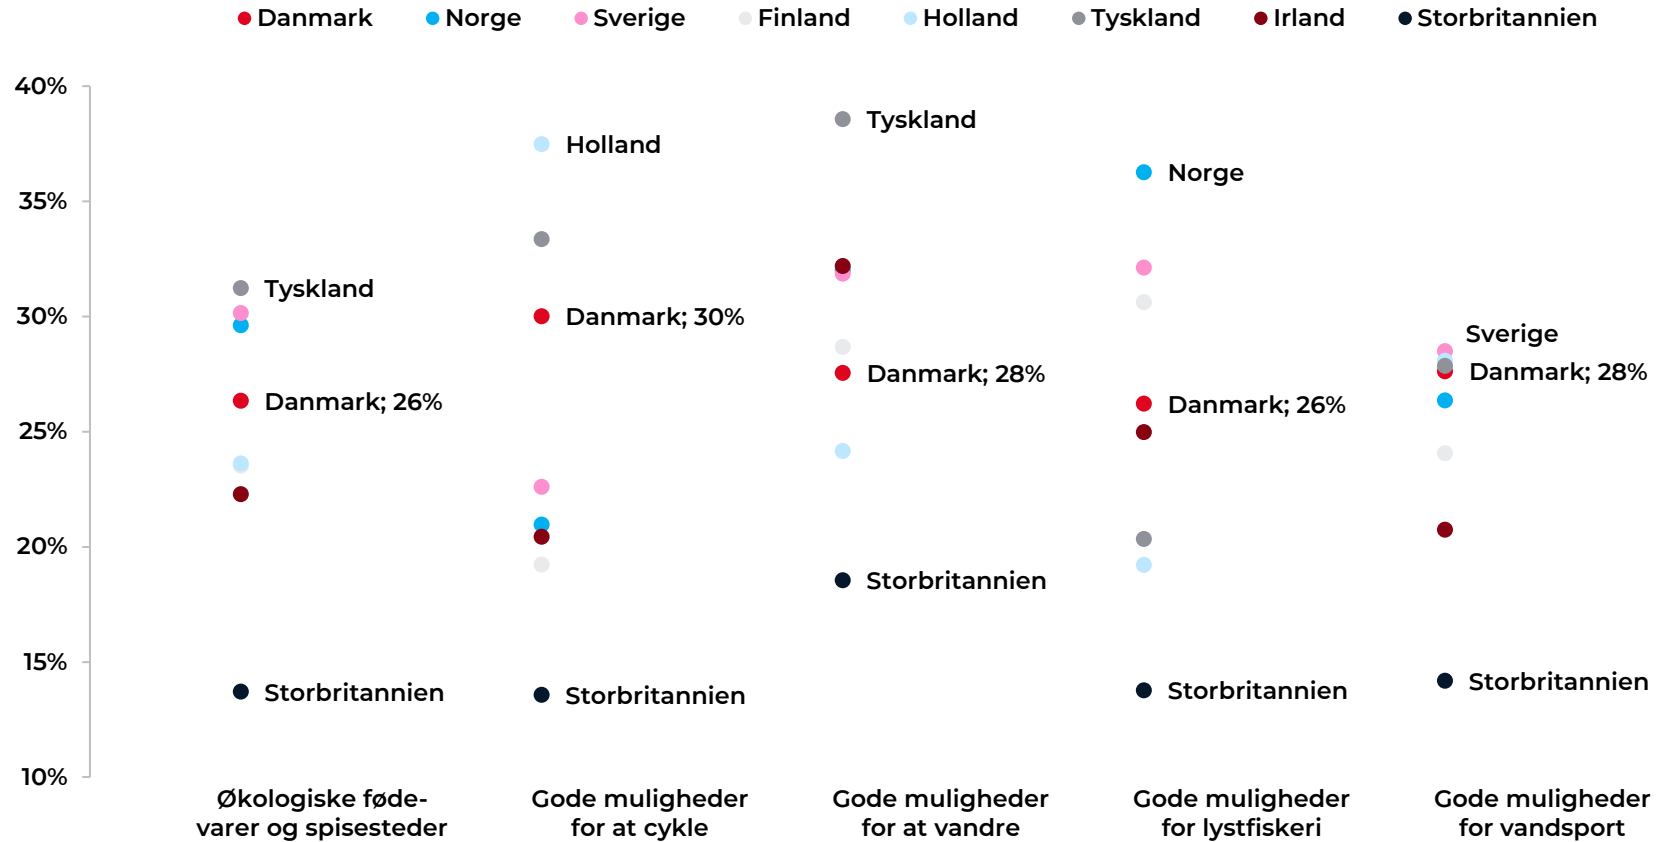 Danmark Norge Sverige Finland Holland Tyskland Irland Storbritannien
40%
35%
30%
25%
20%
15%
10%
Tyskland
Danmark; 26%
Storbritannien
Holland
Danmark; 30%
Storbritannien
Tyskland
Danmark; 28%
Storbritannien
Norge
Danmark; 26%
Storbritannien
Sverige
Danmark; 28%
Storbritannien
Økologiske føde-
varer og spisesteder
Gode muligheder
for at cykle
Gode muligheder
for at vandre
Gode muligheder
for lystfiskeri
Gode muligheder
for vandsport